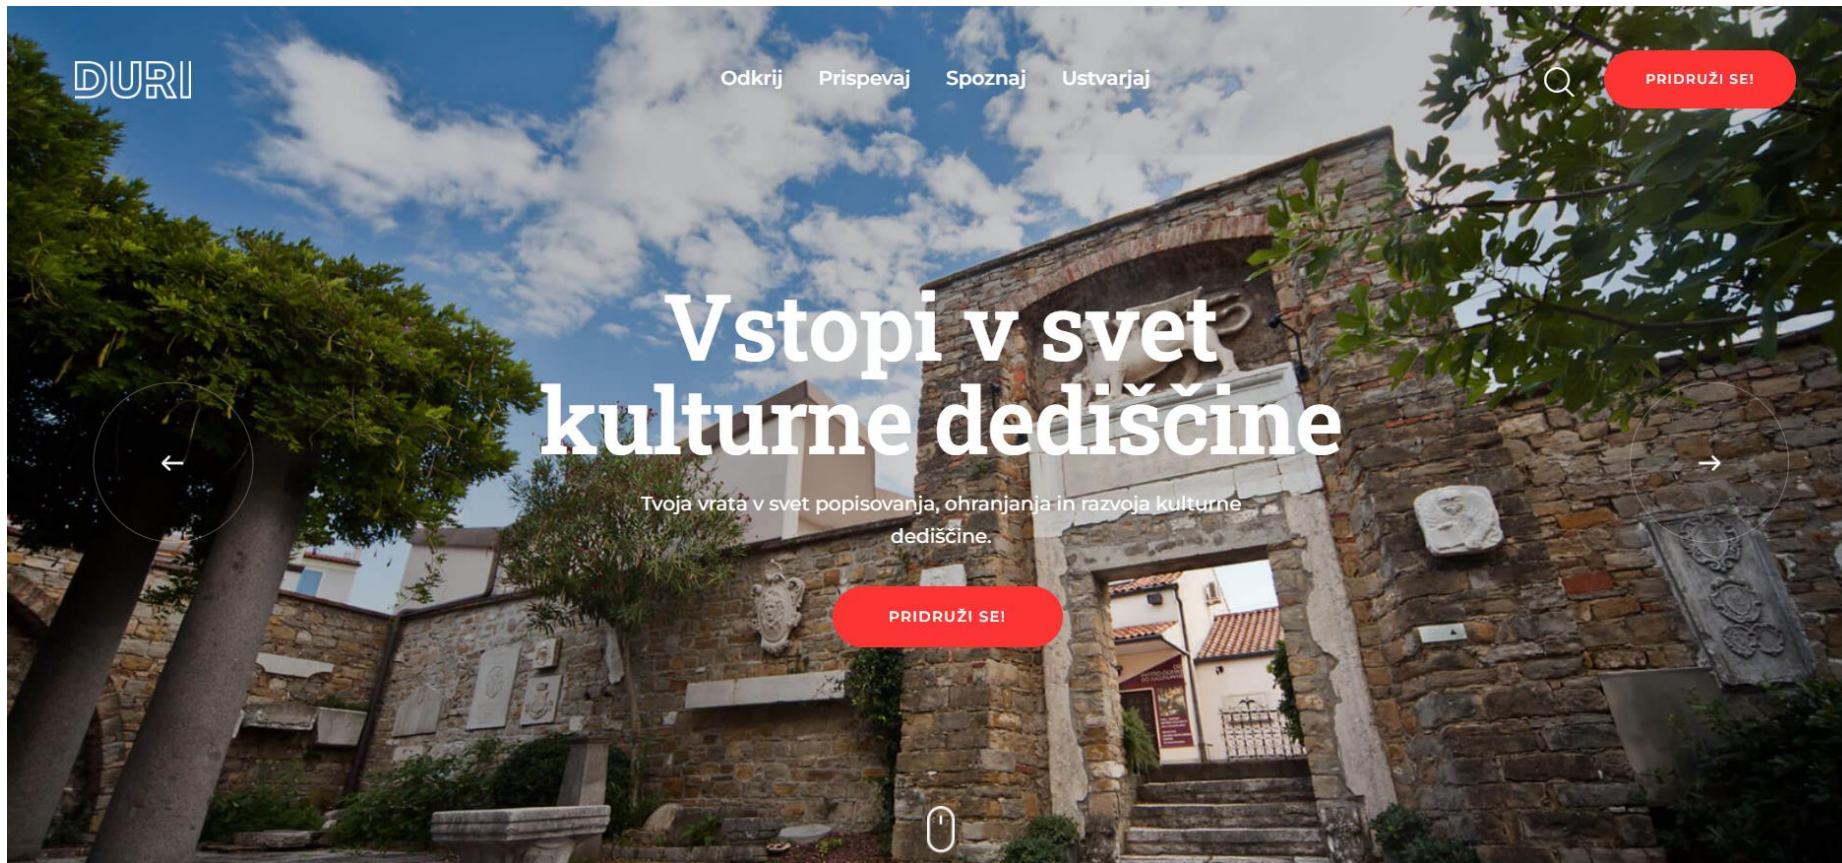 DURI
Odkrij
Prispevaj
Spoznaj
Ustvarjaj
PRIDRUŽI SE!
Vstopi v svet
kulturne dediščine
Tvoja vrata v svet popisovanja, ohranjanja in razvoja kulturne
dediščine.
PRIDRUŽI SE!